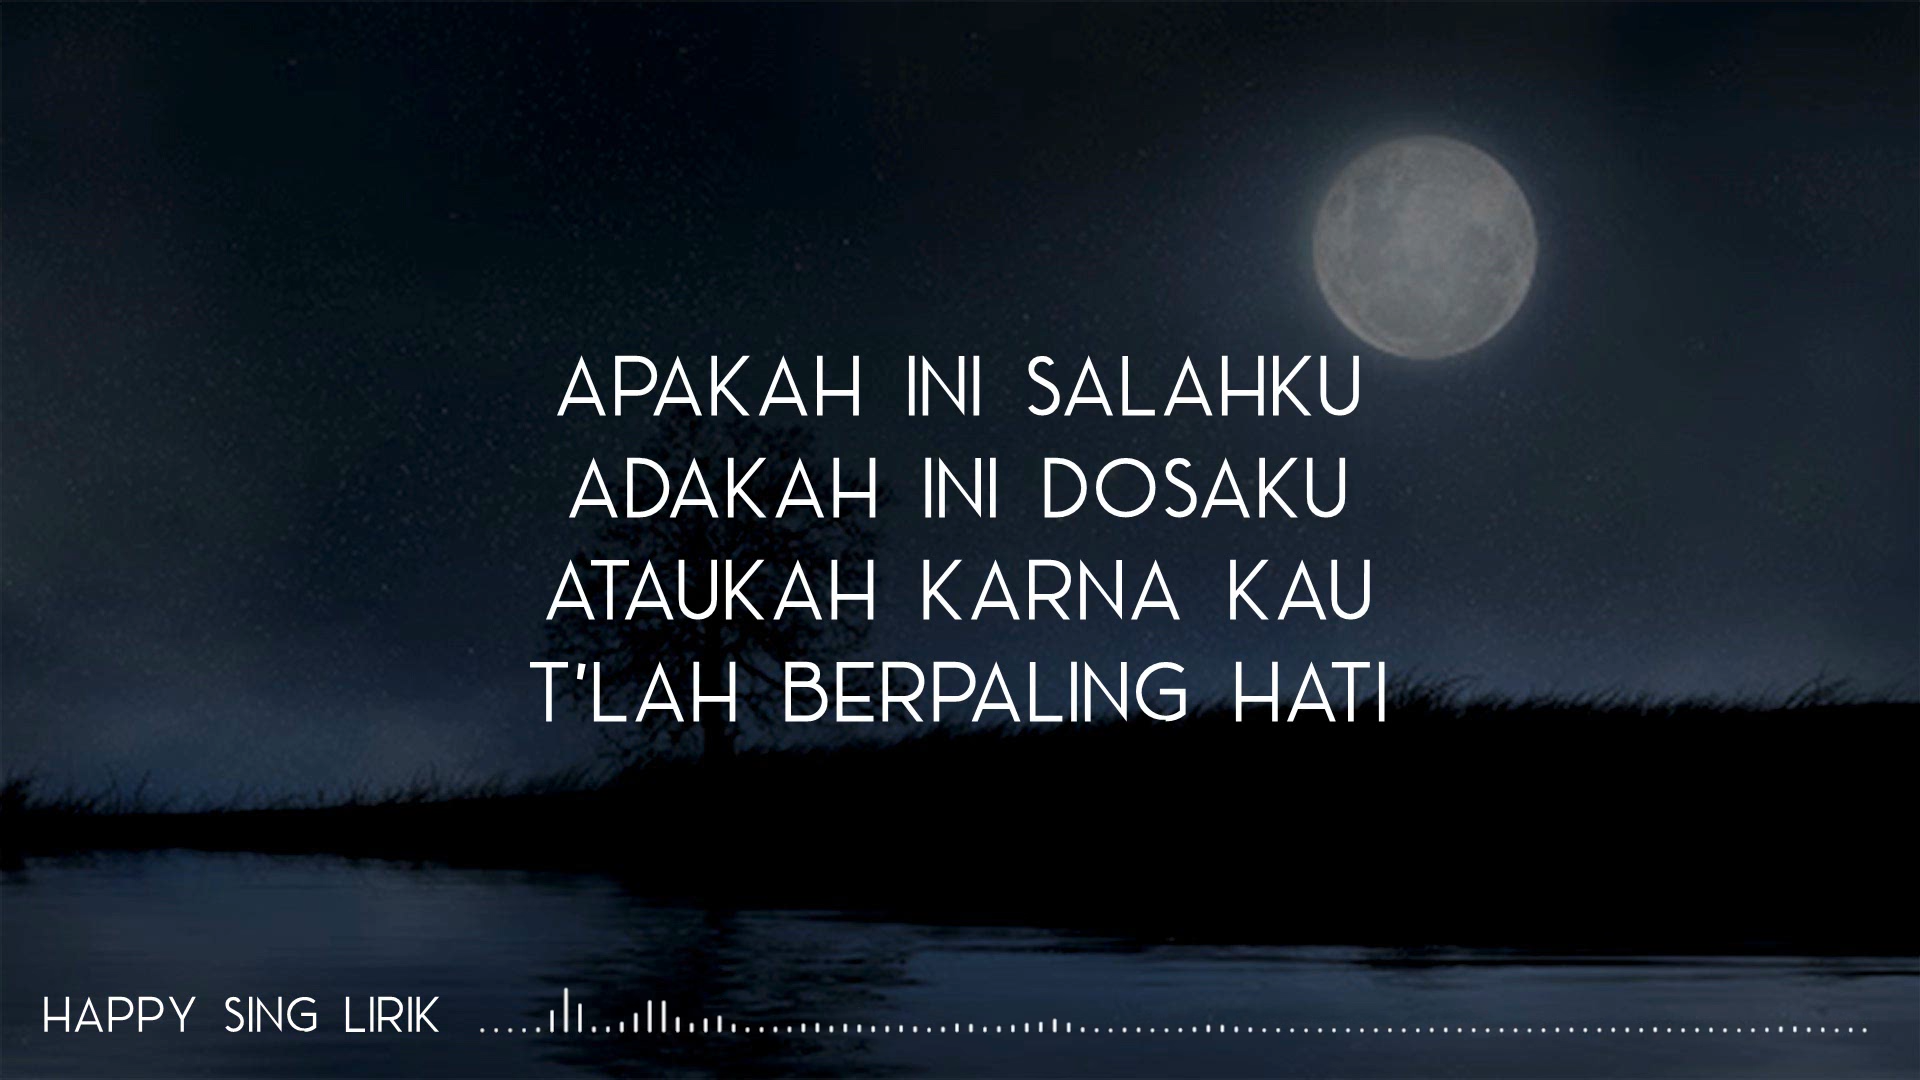 APAKAH INI SALAHKU
ADAKAH INI DOSAKU
ATAUKAH KARNA KAU
T'LAH BERPALING HATI
HAPPY SING LIRIK